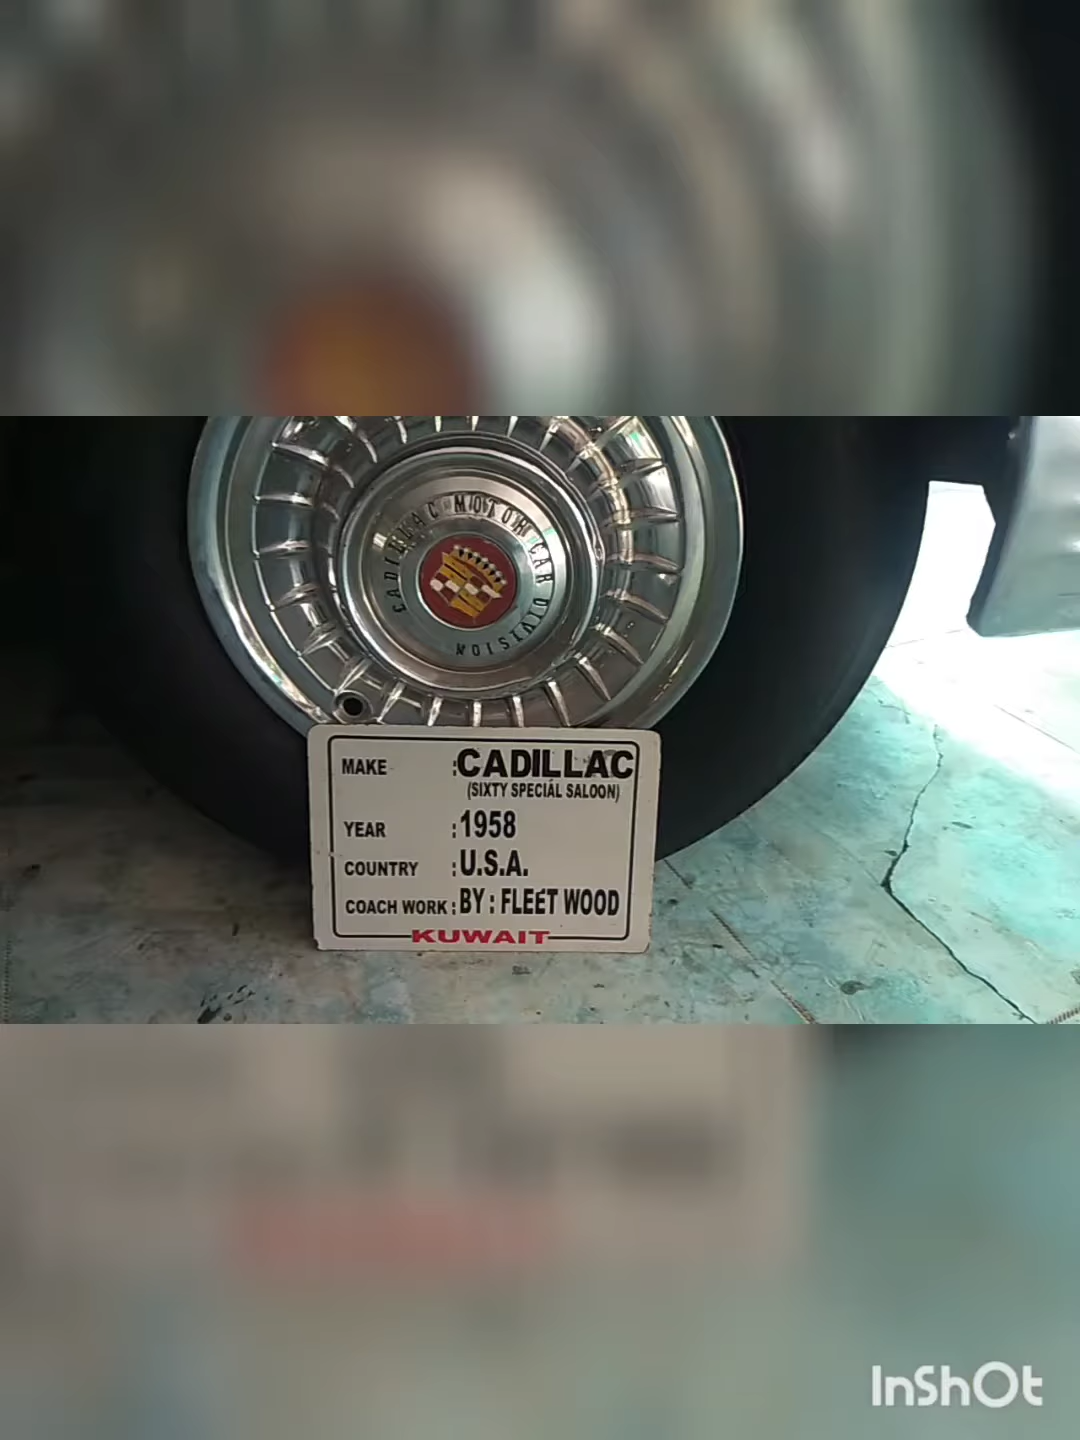 CADILLAC MOTOR CAR DIVISION
MAKE :CADILLAC
(SIXTY SPECIAL SALOON)
YEAR :1958
COUNTRY :U.S.A.
COACH WORK: BY: FLEET WOOD
KUWAIT
InShOt